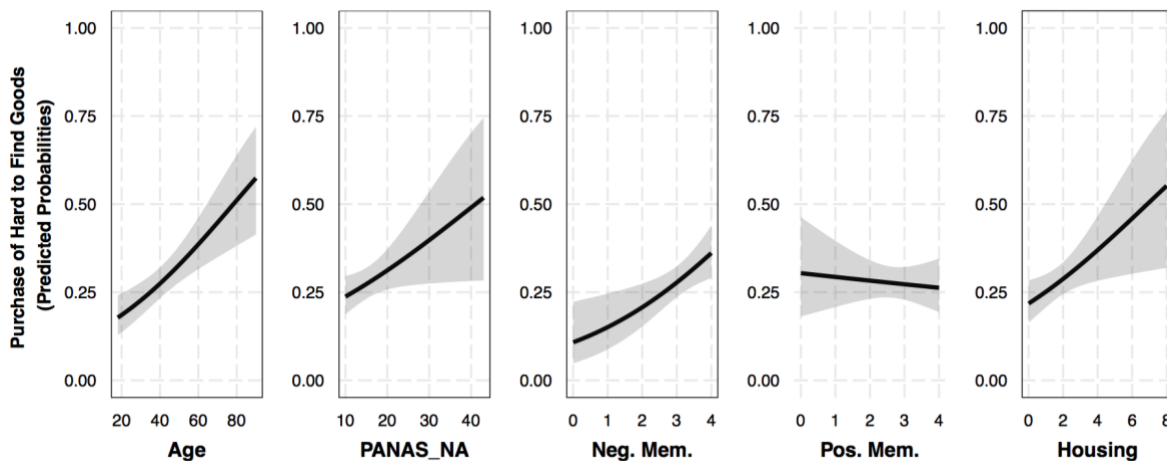 Purchase of Hard to Find Goods
(Predicted Probabilities)
1.00
0.75
0.50
0.25
0.00
20 40 60 80
Age
1.00
0.75
0.50
0.25
0.00
10 20 30 40
PANAS_NA
1.00
0.75
0.50
0.25
0.00
0 1 2 3 4
Neg. Mem.
1.00
0.75
0.50
0.25
0.00
0 1 2 3 4
Pos. Mem.
1.00
0.75
0.50
0.25
0.00
0 2 4 6 8
Housing